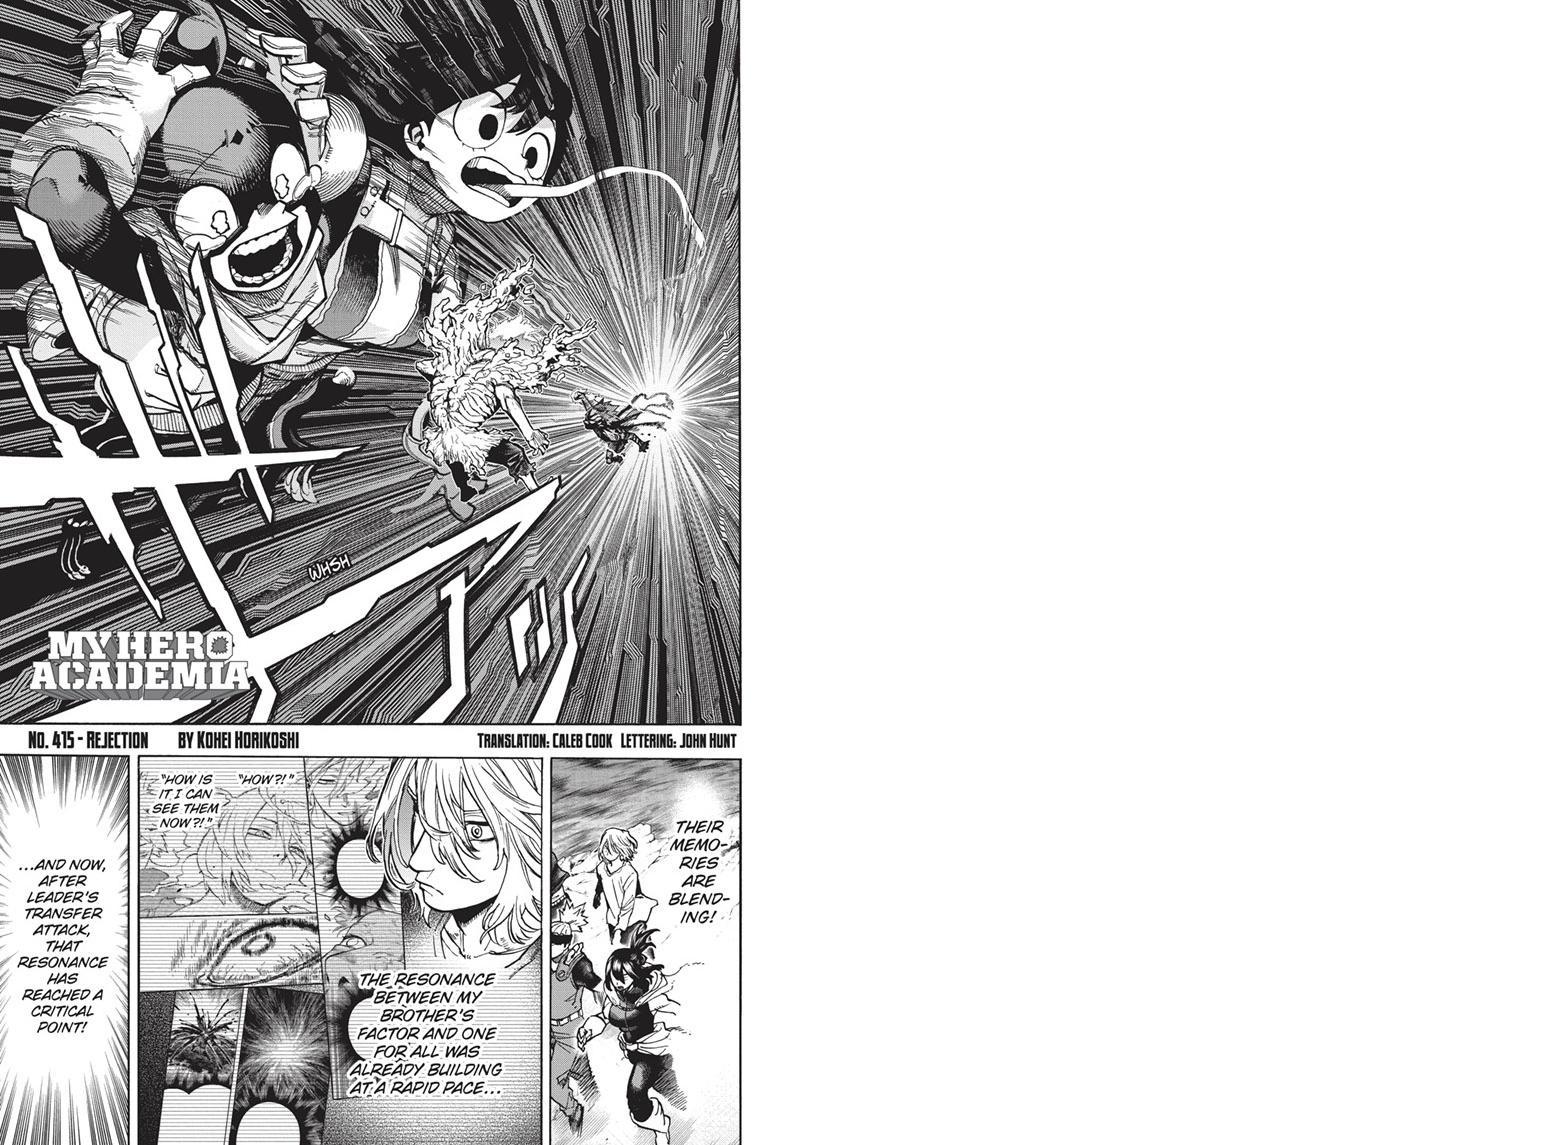 WHSH
MY HERO
ACADEMIA
No. 415 - Rejection
by Kohei Horikoshi
Translation: Caleb Cook Lettering: John Hunt
THEIR
MEMO-
RIES
ARE
BLEND-
ING!
"HOW?!"
"HOW IS
IT I CAN
SEE THEM
NOW?!"
THE RESONANCE
BETWEEN MY
BROTHER'S
FACTOR AND ONE
FOR ALL WAS
ALREADY BUILDING
AT A RAPID PACE...
...AND NOW,
AFTER
LEADER'S
TRANSFER
ATTACK,
THAT
RESONANCE
HAS
REACHED A
CRITICAL
POINT!